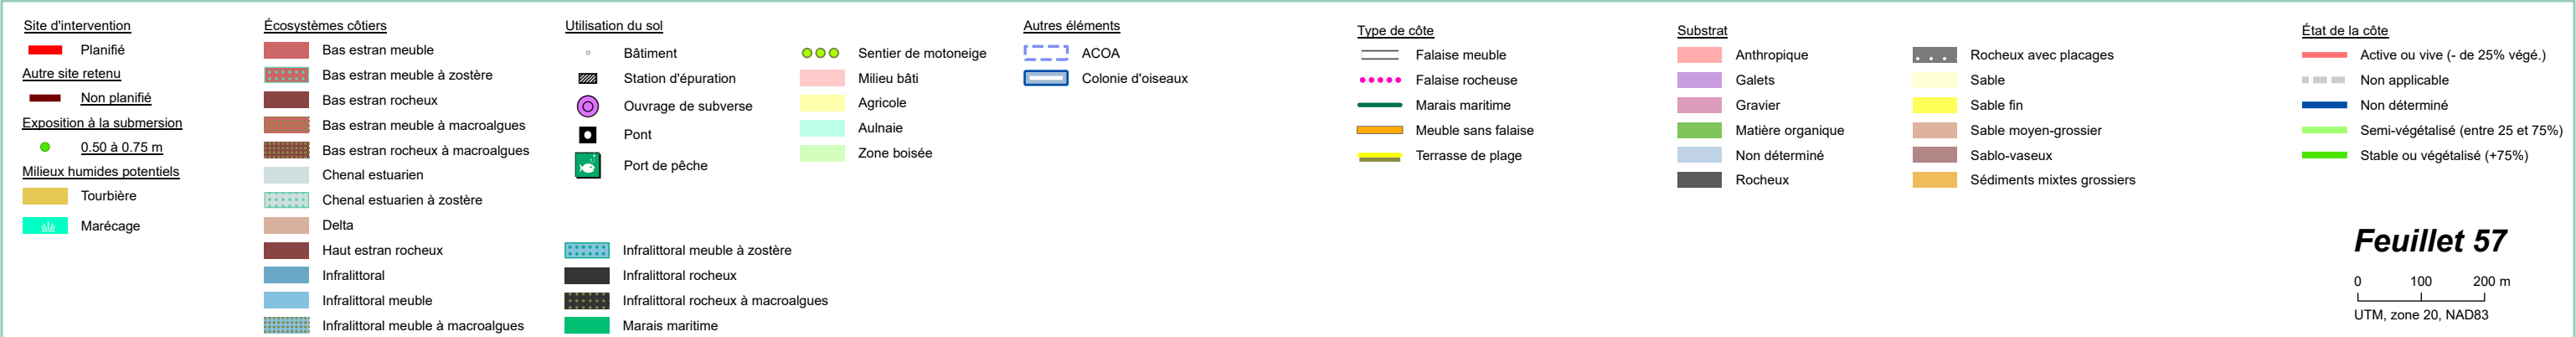 Site d'intervention
Planifié
Autre site retenu
Non planifié
Exposition à la submersion
0.50 à 0.75 m
Milieux humides potentiels
Tourbière
Marécage
Écosystèmes côtiers
Bas estran meuble
Bas estran meuble à zostère
Bas estran rocheux
Bas estran meuble à macroalgues
Bas estran rocheux à macroalgues
Chenal estuarien
Chenal estuarien à zostère
Delta
Haut estran rocheux
Infralittoral
Infralittoral meuble
Infralittoral meuble à macroalgues
Infralittoral meuble à zostère
Infralittoral rocheux
Infralittoral rocheux à macroalgues
Marais maritime
Utilisation du sol
Bâtiment
Station d'épuration
Ouvrage de subverse
Pont
Port de pêche
Sentier de motoneige
Milieu bâti
Agricole
Aulnaie
Zone boisée
Autres éléments
ACOA
Colonie d'oiseaux
Type de côte
Falaise meuble
Falaise rocheuse
Marais maritime
Meuble sans falaise
Terrasse de plage
Substrat
Anthropique
Galets
Gravier
Matière organique
Non déterminé
Rocheux
Rocheux avec placages
Sable
Sable fin
Sable moyen-grossier
Sablo-vaseux
Sédiments mixtes grossiers
État de la côte
Active ou vive (- de 25% végé.)
Non applicable
Non déterminé
Semi-végétalisé (entre 25 et 75%)
Stable ou végétalisé (+75%)
Feuillet 57
0 100 200 m
UTM, zone 20, NAD83